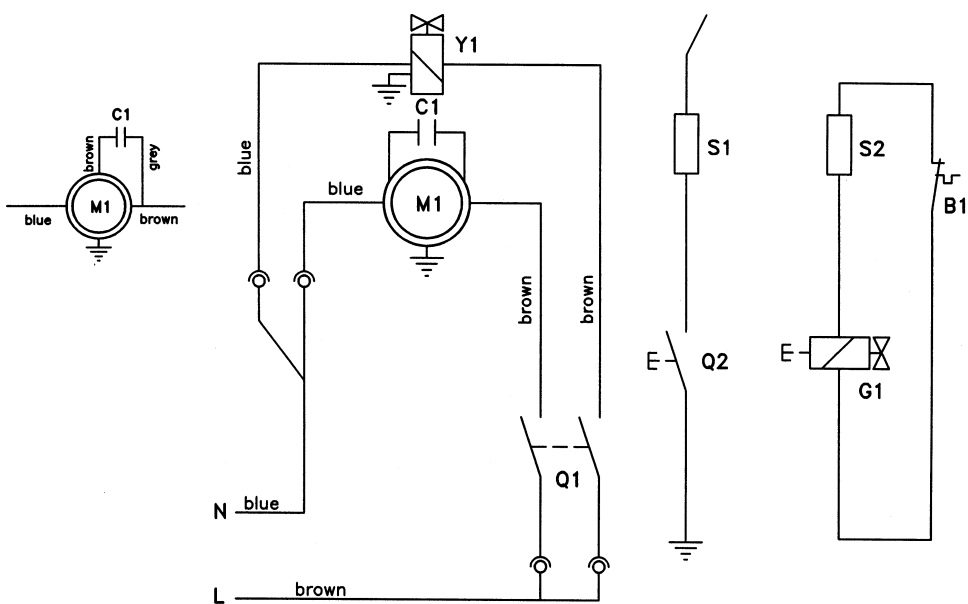 Y1
C1
C1
brown
grey
blue
S1
S2
blue
M1
M1
B1
blue
brown
brown
brown
Q2
G1
Q1
N
blue
L
brown